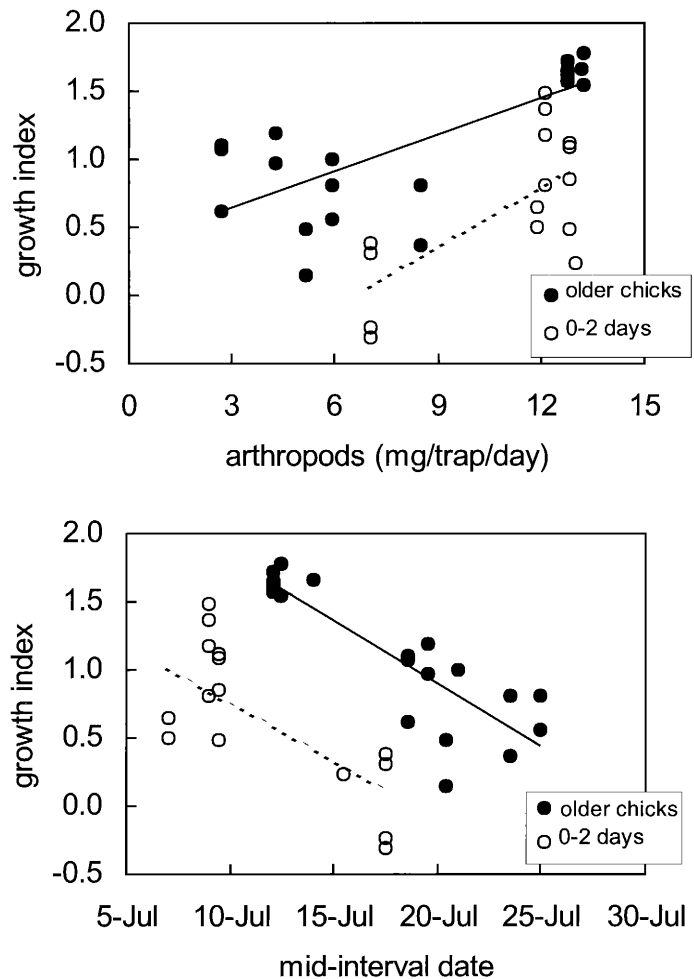 2.0
1.5
1.0
0.5
0.0
-0.5
growth index
older chicks
0-2 days
0 3 6 9 12 15
arthropods (mg/trap/day)
2.0
1.5
1.0
0.5
0.0
-0.5
growth index
older chicks
0-2 days
5-Jul 10-Jul 15-Jul 20-Jul 25-Jul 30-Jul
mid-interval date